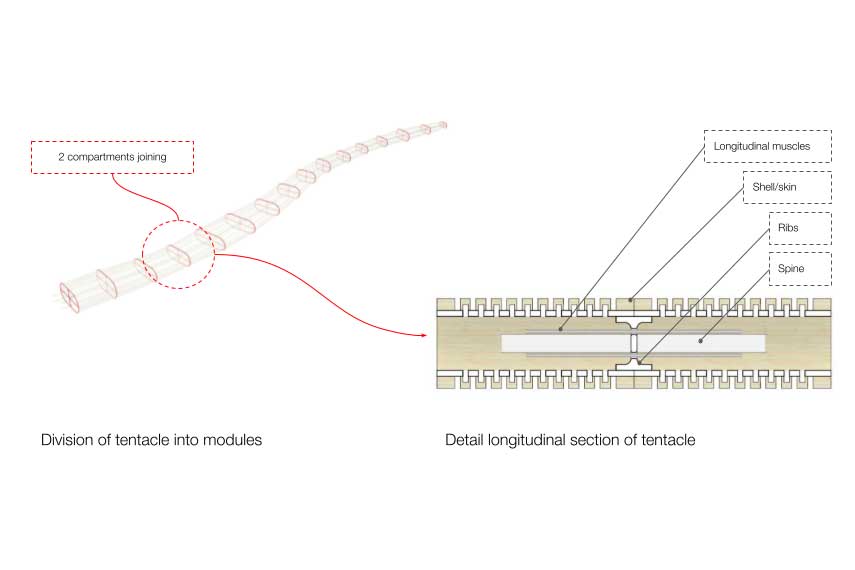 2 compartments joining
Longitudinal muscles
Shell/skin
Ribs
Spine
Division of tentacle into modules
Detail longitudinal section of tentacle